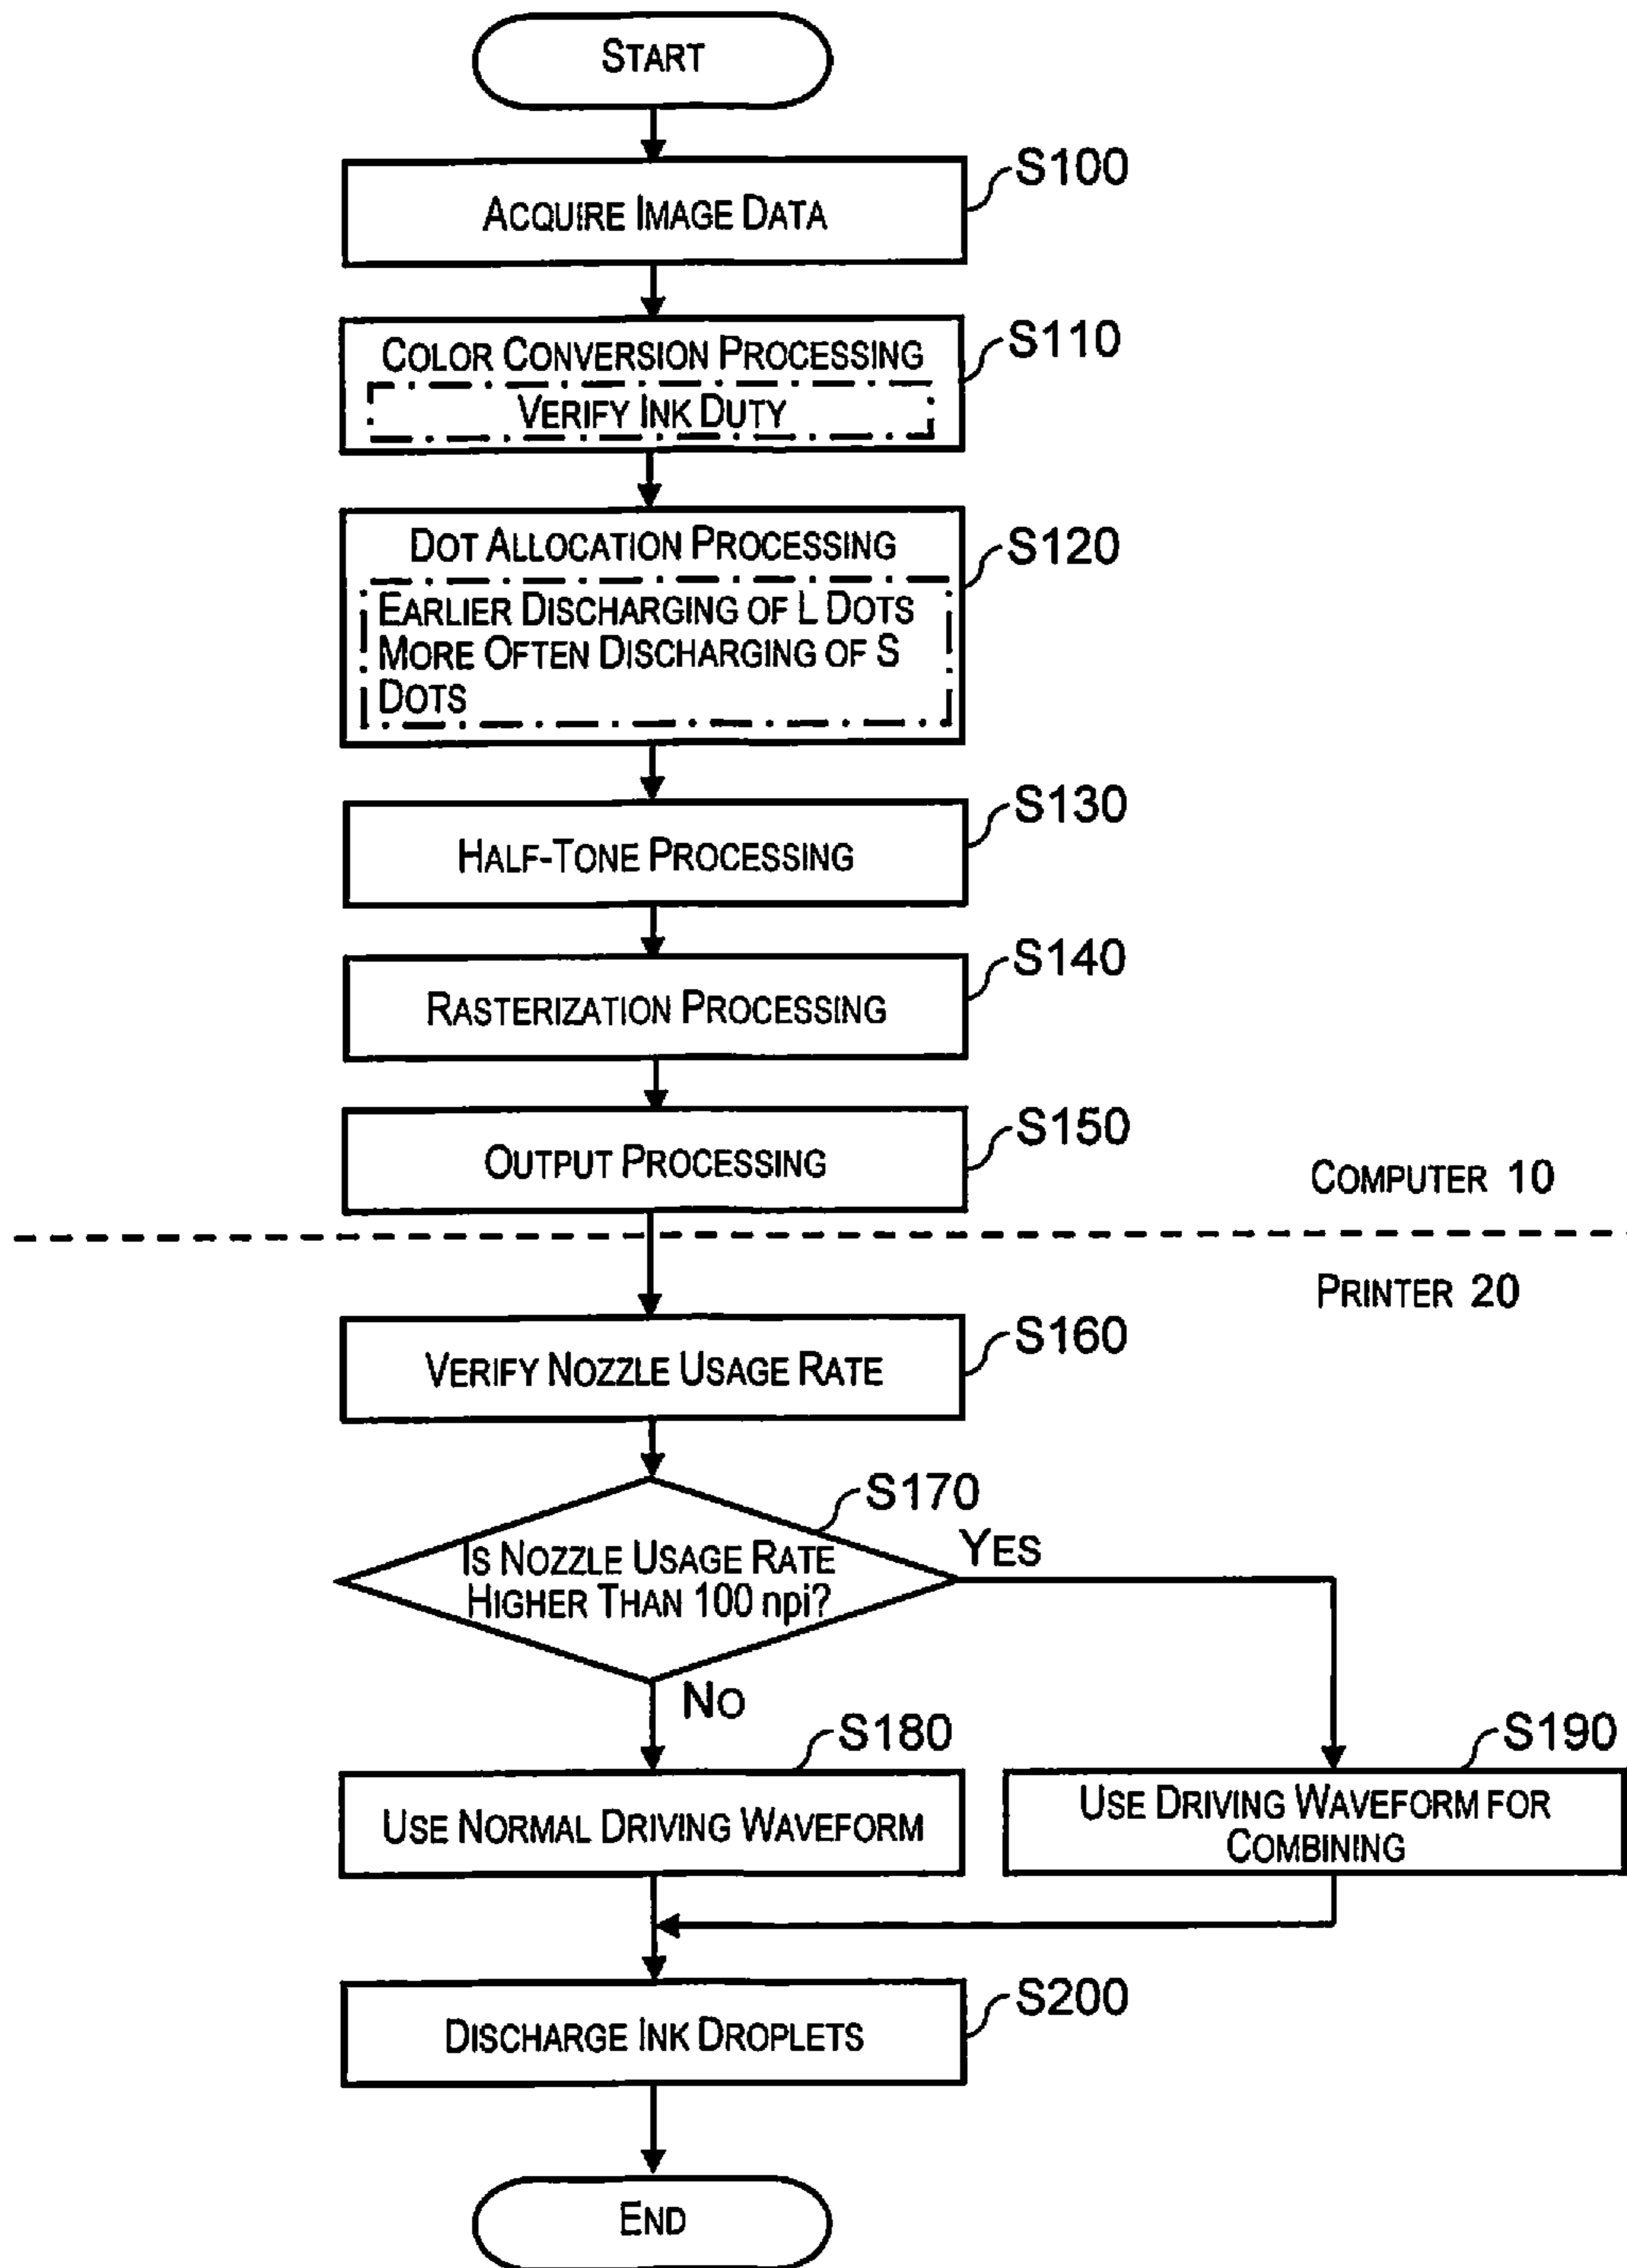 START
S100
ACQUIRE IMAGE DATA
S110
COLOR CONVERSION PROCESSING
VERIFY INK DUTY
S120
DOT ALLOCATION PROCESSING
EARLIER DISCHARGING OF L DOTS
MORE OFTEN DISCHARGING OF S
DOTS
S130
HALF-TONE PROCESSING
S140
RASTERIZATION PROCESSING
S150
OUTPUT PROCESSING
COMPUTER 10
PRINTER 20
S160
VERIFY NOZZLE USAGE RATE
S170
IS NOZZLE USAGE RATE
HIGHER THAN 100 npi?
YES
NO
S180
USE NORMAL DRIVING WAVEFORM
S190
USE DRIVING WAVEFORM FOR
COMBINING
S200
DISCHARGE INK DROPLETS
END